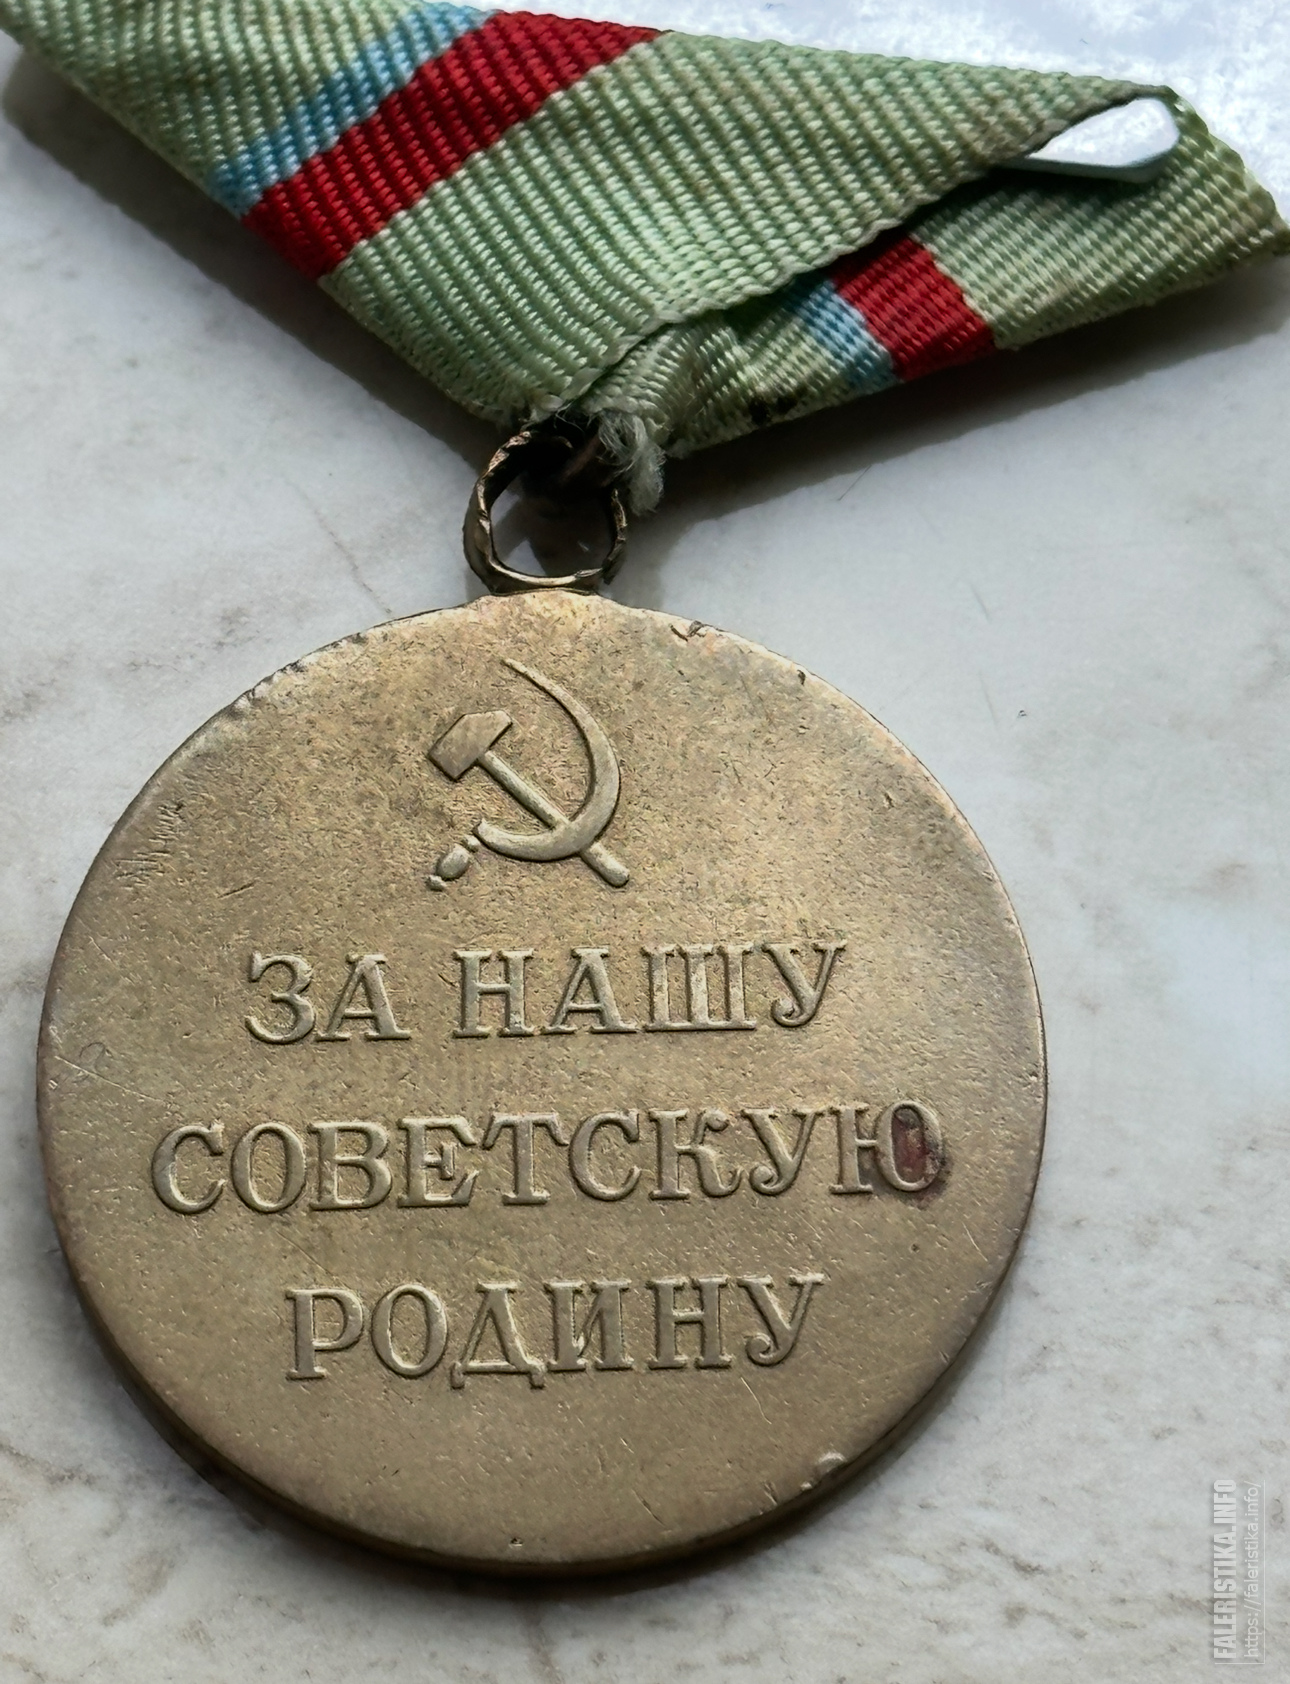 ЗА НАШУ
СОВЕТСКУЮ
РОДИНУ
FALERISTIKA.INFO
https://faleristika.info/